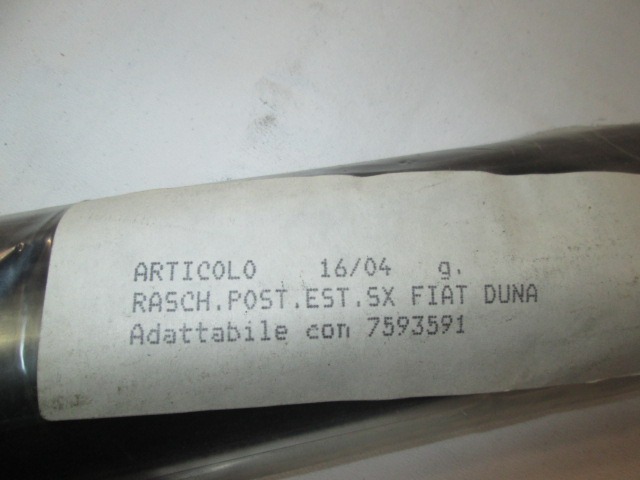 ARTICOLO 16/04 g.
RASCH.POST.EST.SX FIAT DUNA
Adattabile con 7593591